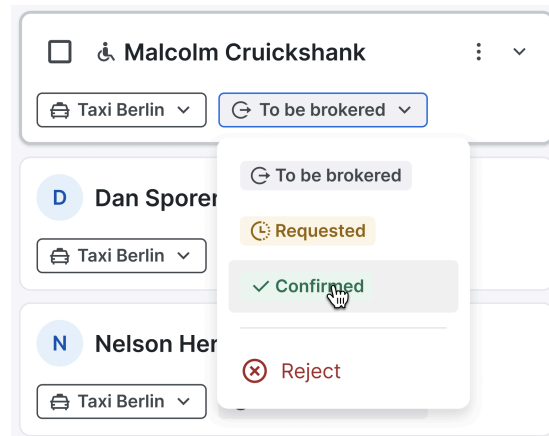 Malcolm Cruickshank
Taxi Berlin
To be brokered
To be brokered
D
Dan Sporer
Requested
Taxi Berlin
Confirmed
N
Nelson Her
Reject
Taxi Berlin